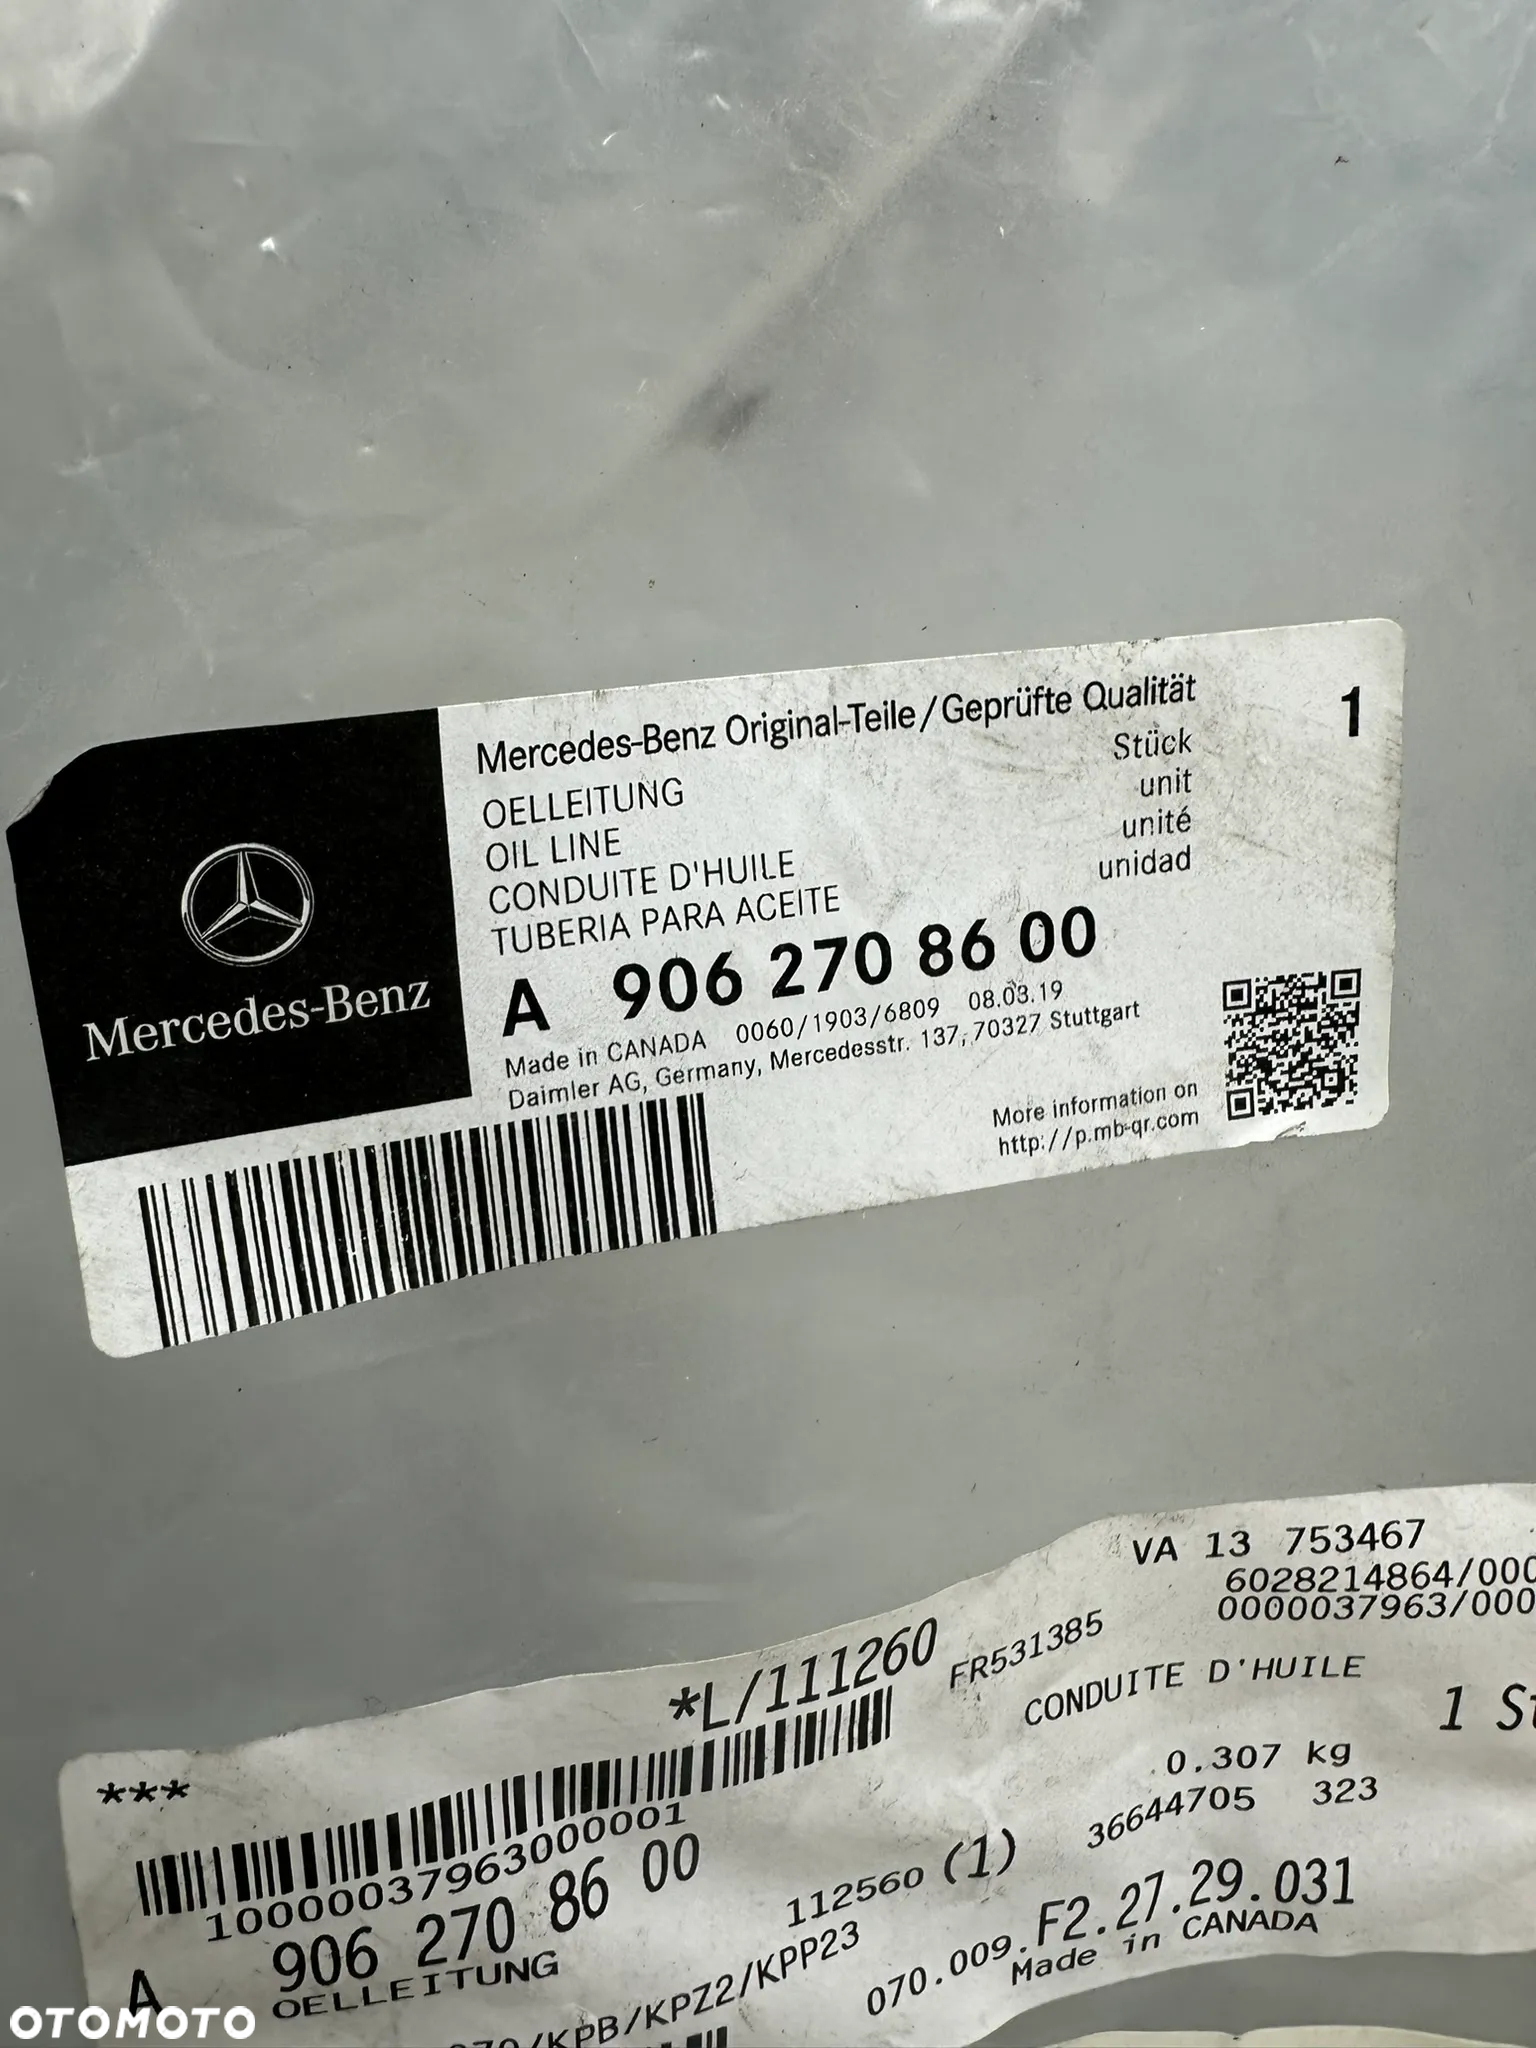 Mercedes-Benz Original-Teile/Geprüfte Qualität 1
OELLEITUNG Stück
OIL LINE unit
CONDUITE D'HUILE unité
TUBERIA PARA ACEITE unidad
A 906 270 86 00
Made in CANADA 0060/1903/6809 08.03.19
Daimler AG, Germany, Mercedesstr. 137, 70327 Stuttgart
More information on
http://p.mb-qr.com
Mercedes-Benz
VA 13 753467
6028214864/000
0000037963/000
*L/111260 FR531385
CONDUITE D'HUILE
1 St
***
0.307 kg
36644705 323
1000003796300001
A 906 270 86 00
112560 (1)
OELLEITUNG
070.009.F2.27.29.031
Made in CANADA
/KPB/KPZ2/KPP23
OTOMOTO